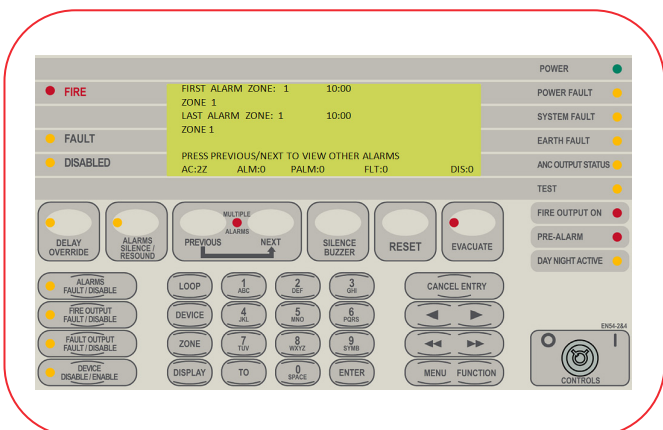 POWER
FIRE
FIRST ALARM ZONE: 1 10:00
POWER FAULT
ZONE 1
LAST ALARM ZONE: 1 10:00
SYSTEM FAULT
ZONE 1
FAULT
EARTH FAULT
PRESS PREVIOUS/NEXT TO VIEW OTHER ALARMS
DISABLED
AC:2Z ALM:0 PALM:0 FLT:0 DIS:0
ANC OUTPUT STATUS
TEST
FIRE OUTPUT ON
PRE-ALARM
DAY NIGHT ACTIVE
DELAY
OVERRIDE
ALARMS
SILENCE /
RESOUND
MULTIPLE
ALARMS
PREVIOUS NEXT
SILENCE
BUZZER
RESET
EVACUATE
ALARMS
FAULT / DISABLE
LOOP
1
ABC
2
DEF
3
GHI
CANCEL ENTRY
FIRE OUTPUT
FAULT / DISABLE
DEVICE
4
JKL
5
MNO
6
PQRS
FAULT OUTPUT
FAULT / DISABLE
ZONE
7
TUV
8
WXYZ
9
SYMB
DEVICE
DISABLE / ENABLE
DISPLAY
TO
0
SPACE
ENTER
MENU FUNCTION
EN54-2&4
CONTROLS